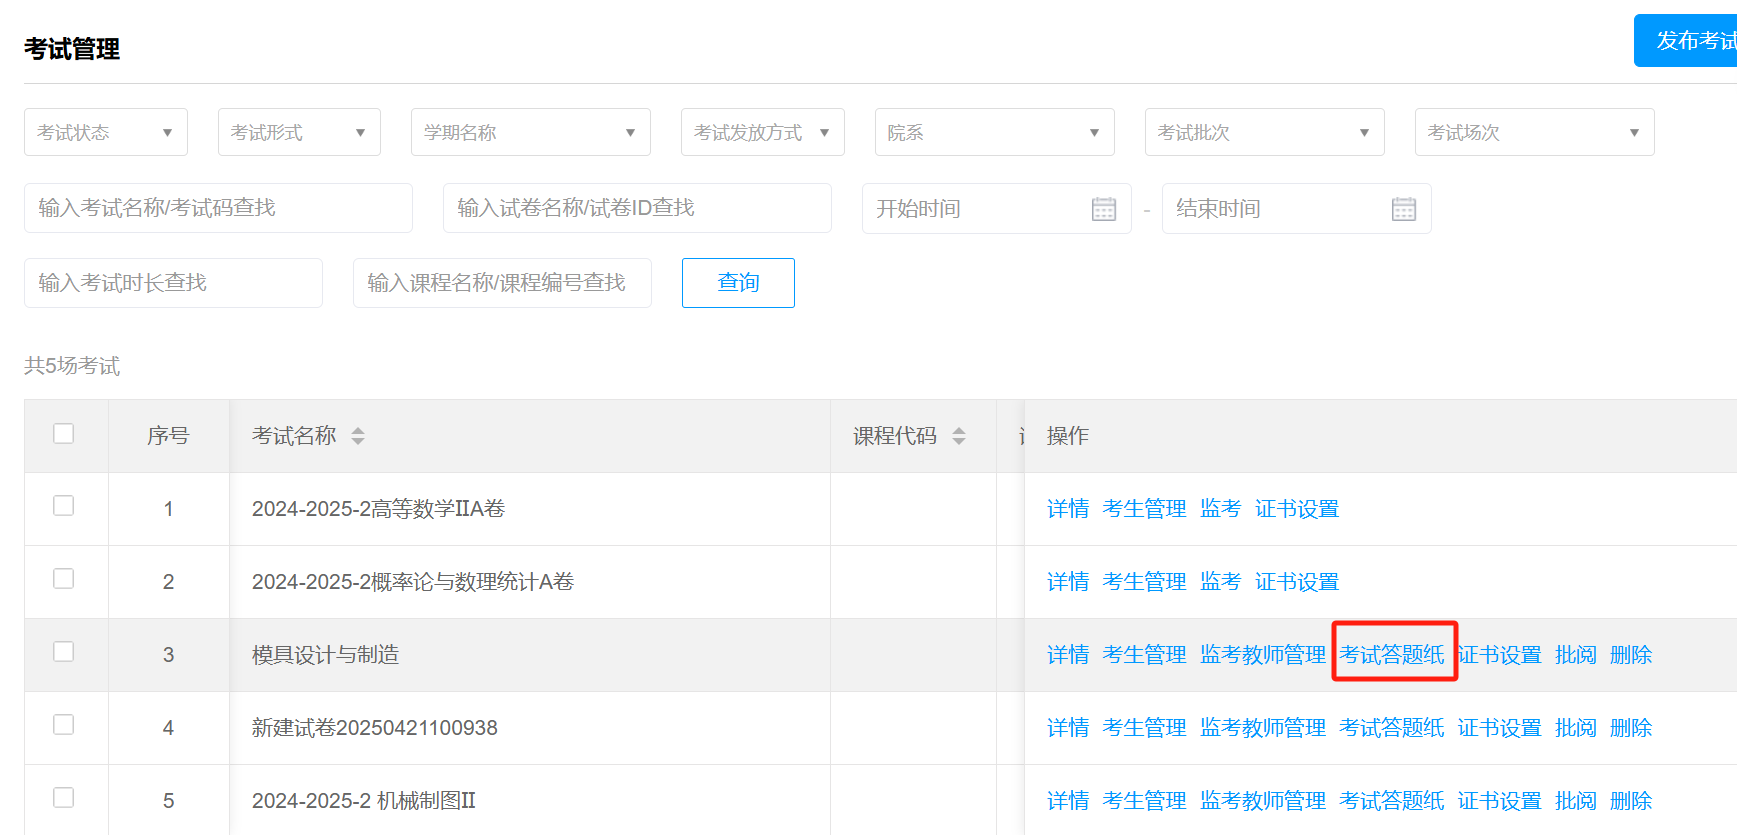 考试管理
发布考试
考试状态 考试形式 学期名称 考试发放方式 院系 考试批次 考试场次
输入考试名称/考试码查找 输入试卷名称/试卷ID查找 开始时间 - 结束时间
输入考试时长查找 输入课程名称/课程编号查找 查询
共5场考试
序号 考试名称 课程代码 操作
1 2024-2025-2高等数学IIA卷 详情 考生管理 监考 证书设置
2 2024-2025-2概率论与数理统计A卷 详情 考生管理 监考 证书设置
3 模具设计与制造 详情 考生管理 监考教师管理 考试答题纸 证书设置 批阅 删除
4 新建试卷20250421100938 详情 考生管理 监考教师管理 考试答题纸 证书设置 批阅 删除
5 2024-2025-2 机械制图II 详情 考生管理 监考教师管理 考试答题纸 证书设置 批阅 删除